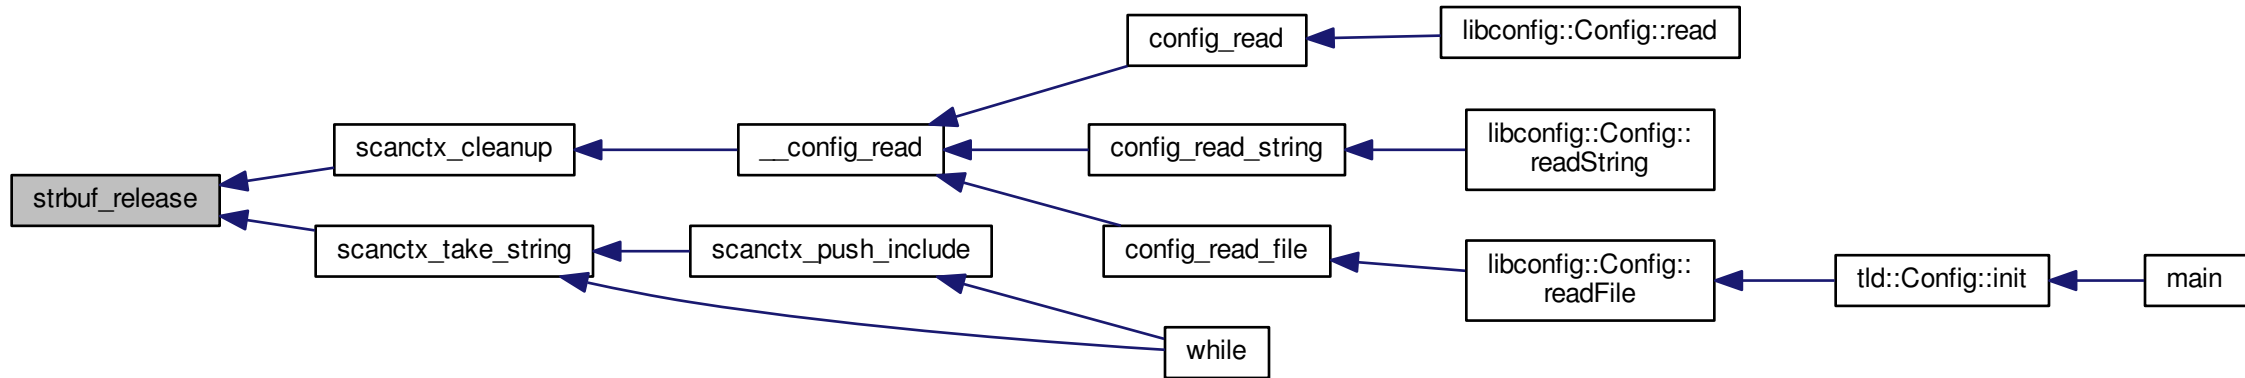 strbuf_release
scanctx_cleanup
scanctx_take_string
__config_read
scanctx_push_include
config_read
config_read_string
config_read_file
while
libconfig::Config::read
libconfig::Config::
readString
libconfig::Config::
readFile
tld::Config::init
main